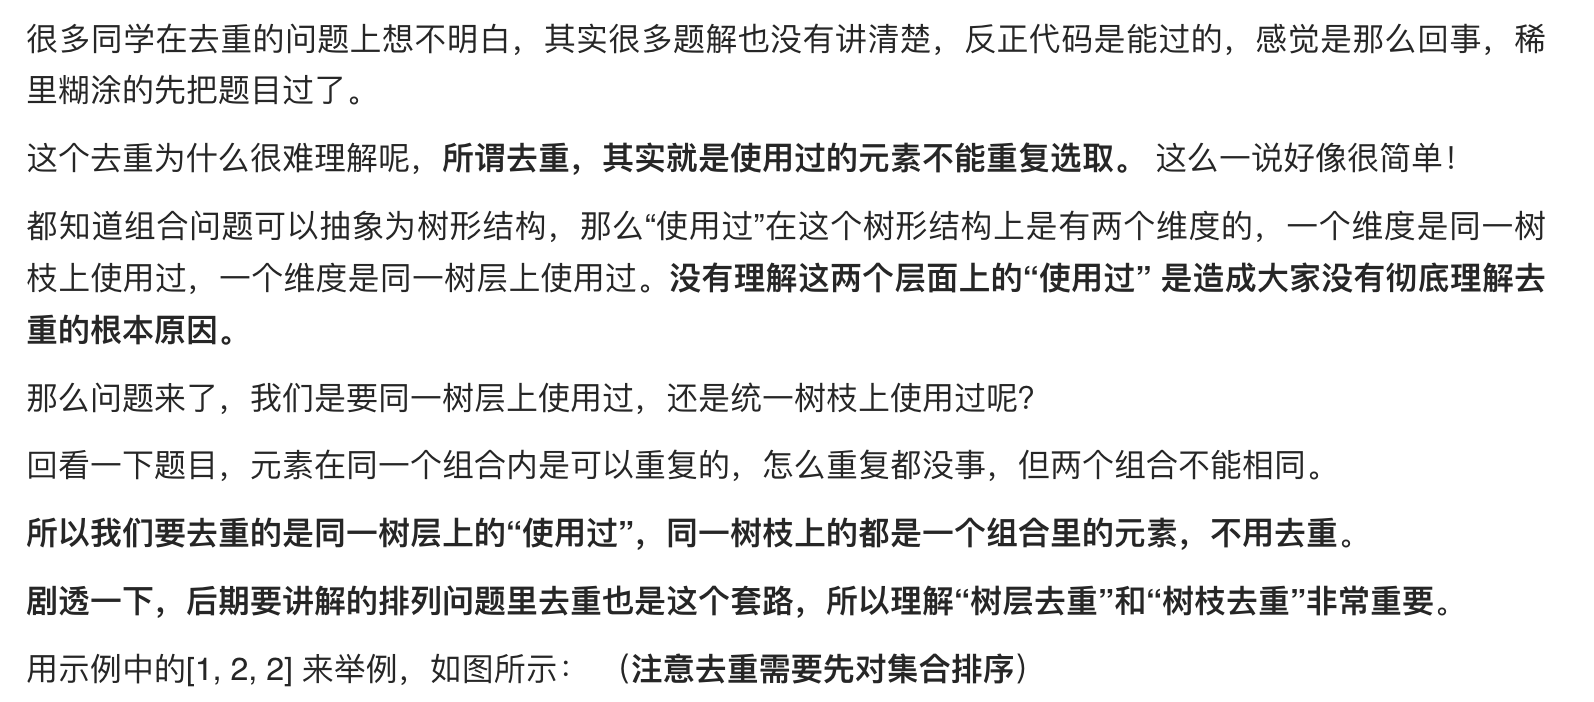 很多同学在去重的问题上想不明白，其实很多题解也没有讲清楚，反正代码是能过的，感觉是那么回事，稀
里糊涂的先把题目过了。
这个去重为什么很难理解呢，所谓去重，其实就是使用过的元素不能重复选取。 这么一说好像很简单！
都知道组合问题可以抽象为树形结构，那么“使用过”在这个树形结构上是有两个维度的，一个维度是同一树
枝上使用过，一个维度是同一树层上使用过。没有理解这两个层面上的“使用过” 是造成大家没有彻底理解去
重的根本原因。
那么问题来了，我们是要同一树层上使用过，还是统一树枝上使用过呢？
回看一下题目，元素在同一个组合内是可以重复的，怎么重复都没事，但两个组合不能相同。
所以我们要去重的是同一树层上的“使用过”，同一树枝上的都是一个组合里的元素，不用去重。
剧透一下，后期要讲解的排列问题里去重也是这个套路，所以理解“树层去重”和“树枝去重”非常重要。
用示例中的[1, 2, 2] 来举例，如图所示： （注意去重需要先对集合排序）